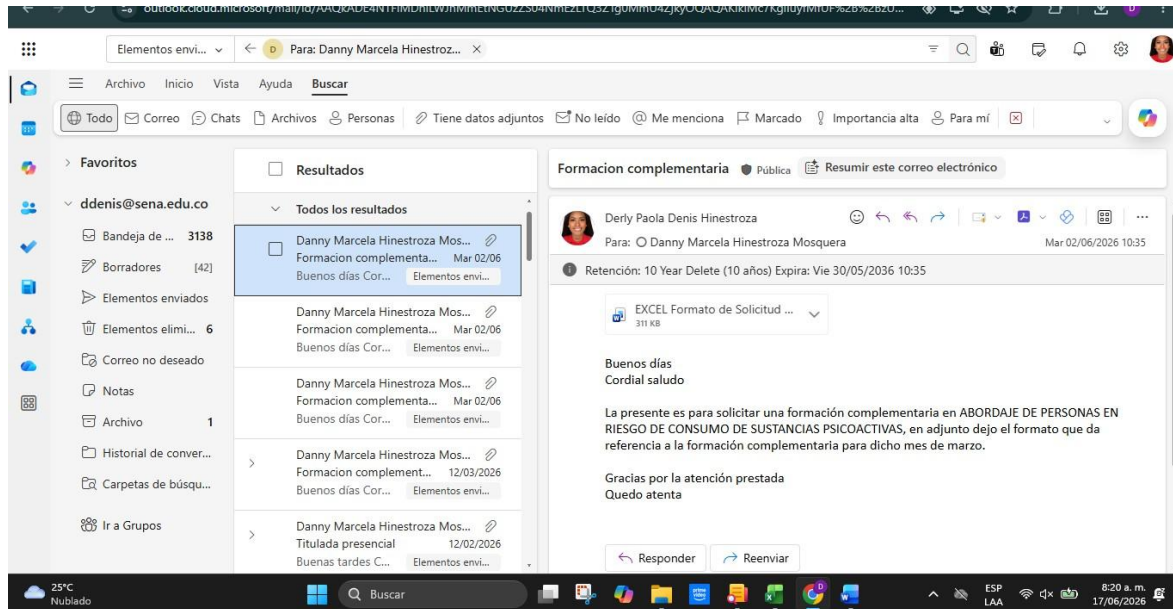 Elementos envi...
D Para: Danny Marcela Hinestroz...
Archivo Inicio Vista Ayuda Buscar
Todo Correo Chats Archivos Personas Tiene datos adjuntos No leído @ Me menciona Marcado Importancia alta Para mí
Favoritos
ddenis@sena.edu.co
Bandeja de ... 3138
Borradores [42]
Elementos enviados
Elementos elimi... 6
Correo no deseado
Notas
Archivo 1
Historial de conver...
Carpetas de búsqu...
Ir a Grupos
Resultados
Todos los resultados
Danny Marcela Hinestroza Mos...
Formacion complementa... Mar 02/06
Buenos días Cor... Elementos envi...
Danny Marcela Hinestroza Mos...
Formacion complementa... Mar 02/06
Buenos días Cor... Elementos envi...
Danny Marcela Hinestroza Mos...
Formacion complementa... Mar 02/06
Buenos días Cor... Elementos envi...
Danny Marcela Hinestroza Mos...
Formacion complement... 12/03/2026
Buenos días Cor... Elementos envi...
Danny Marcela Hinestroza Mos...
Titulada presencial 12/02/2026
Buenas tardes C... Elementos envi...
Formacion complementaria Pública Resumir este correo electrónico
Derly Paola Denis Hinestroza
Para: Danny Marcela Hinestroza Mosquera
Mar 02/06/2026 10:35
Retención: 10 Year Delete (10 años) Expira: Vie 30/05/2036 10:35
EXCEL Formato de Solicitud ...
311 KB
Buenos días
Cordial saludo
La presente es para solicitar una formación complementaria en ABORDAJE DE PERSONAS EN
RIESGO DE CONSUMO DE SUSTANCIAS PSICOACTIVAS, en adjunto dejo el formato que da
referencia a la formación complementaria para dicho mes de marzo.
Gracias por la atención prestada
Quedo atenta
Responder Reenviar
25°C
Nublado
Buscar
ESP
LAA
8:20 a. m.
17/06/2026